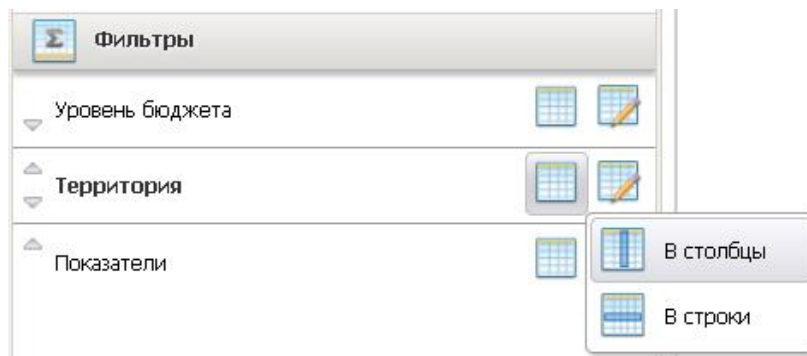 Фильтры
Уровень бюджета
Территория
Показатели
В столбцы
В строки